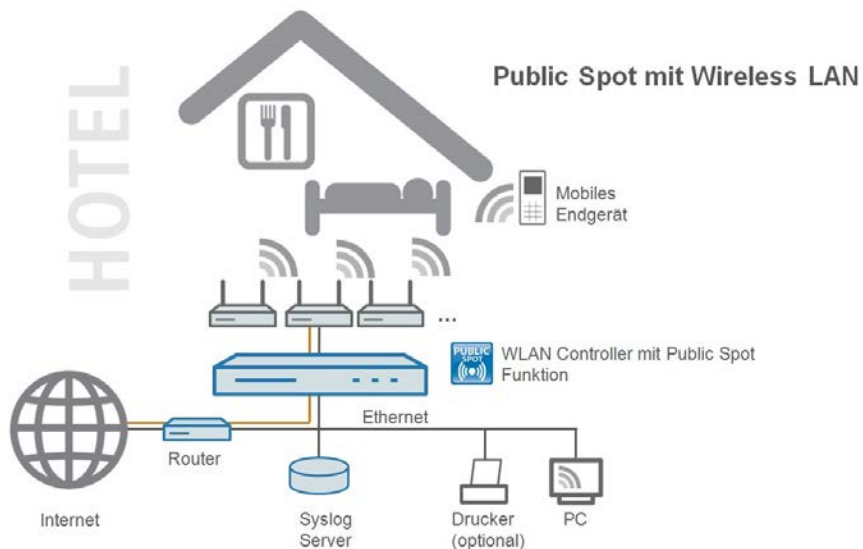 Public Spot mit Wireless LAN
HOTEL
Mobiles
Endgerät
...
PUBLIC
SPOT
WLAN Controller mit Public Spot
Funktion
Ethernet
Router
Internet
Syslog
Server
Drucker
(optional)
PC